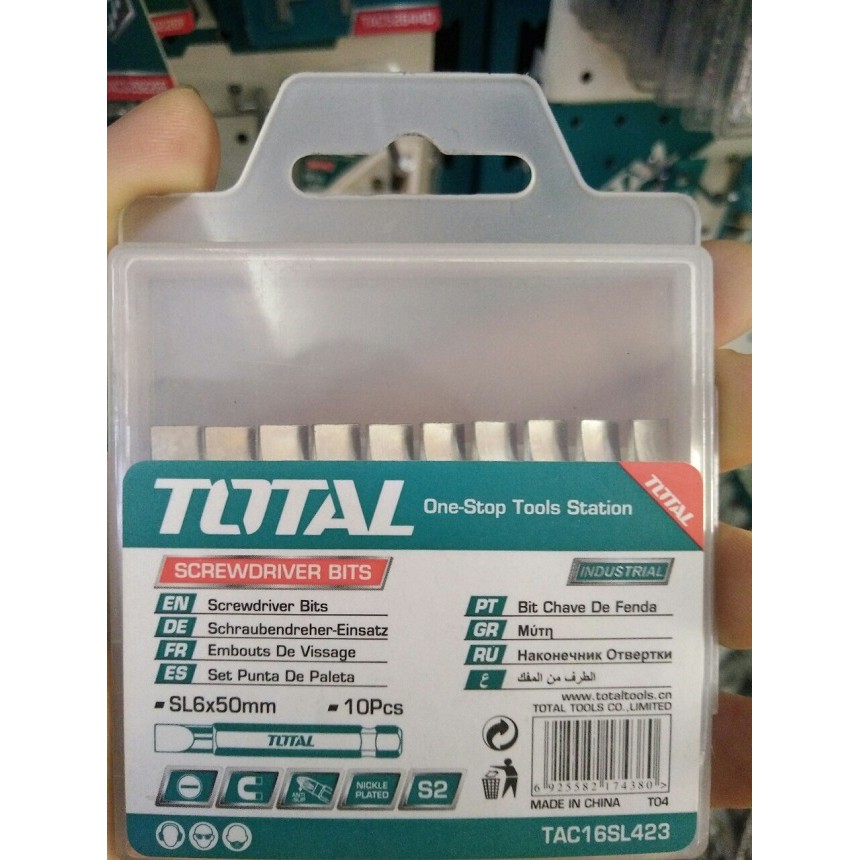 TOTAL
One-Stop Tools Station
TOTAL
SCREWDRIVER BITS
INDUSTRIAL
EN Screwdriver Bits
DE Schraubendreher-Einsatz
FR Embouts De Vissage
ES Set Punta De Paleta
PT Bit Chave De Fenda
GR Μύτη
RU Наконечник Отвертки
ع الطرف من المفك
www.totaltools.cn
TOTAL TOOLS CO.,LIMITED
SL6x50mm
10Pcs
TOTAL
ANTI SLIP
NICKLE
PLATED
S2
6 925582 174380 >
MADE IN CHINA T04
TAC16SL423